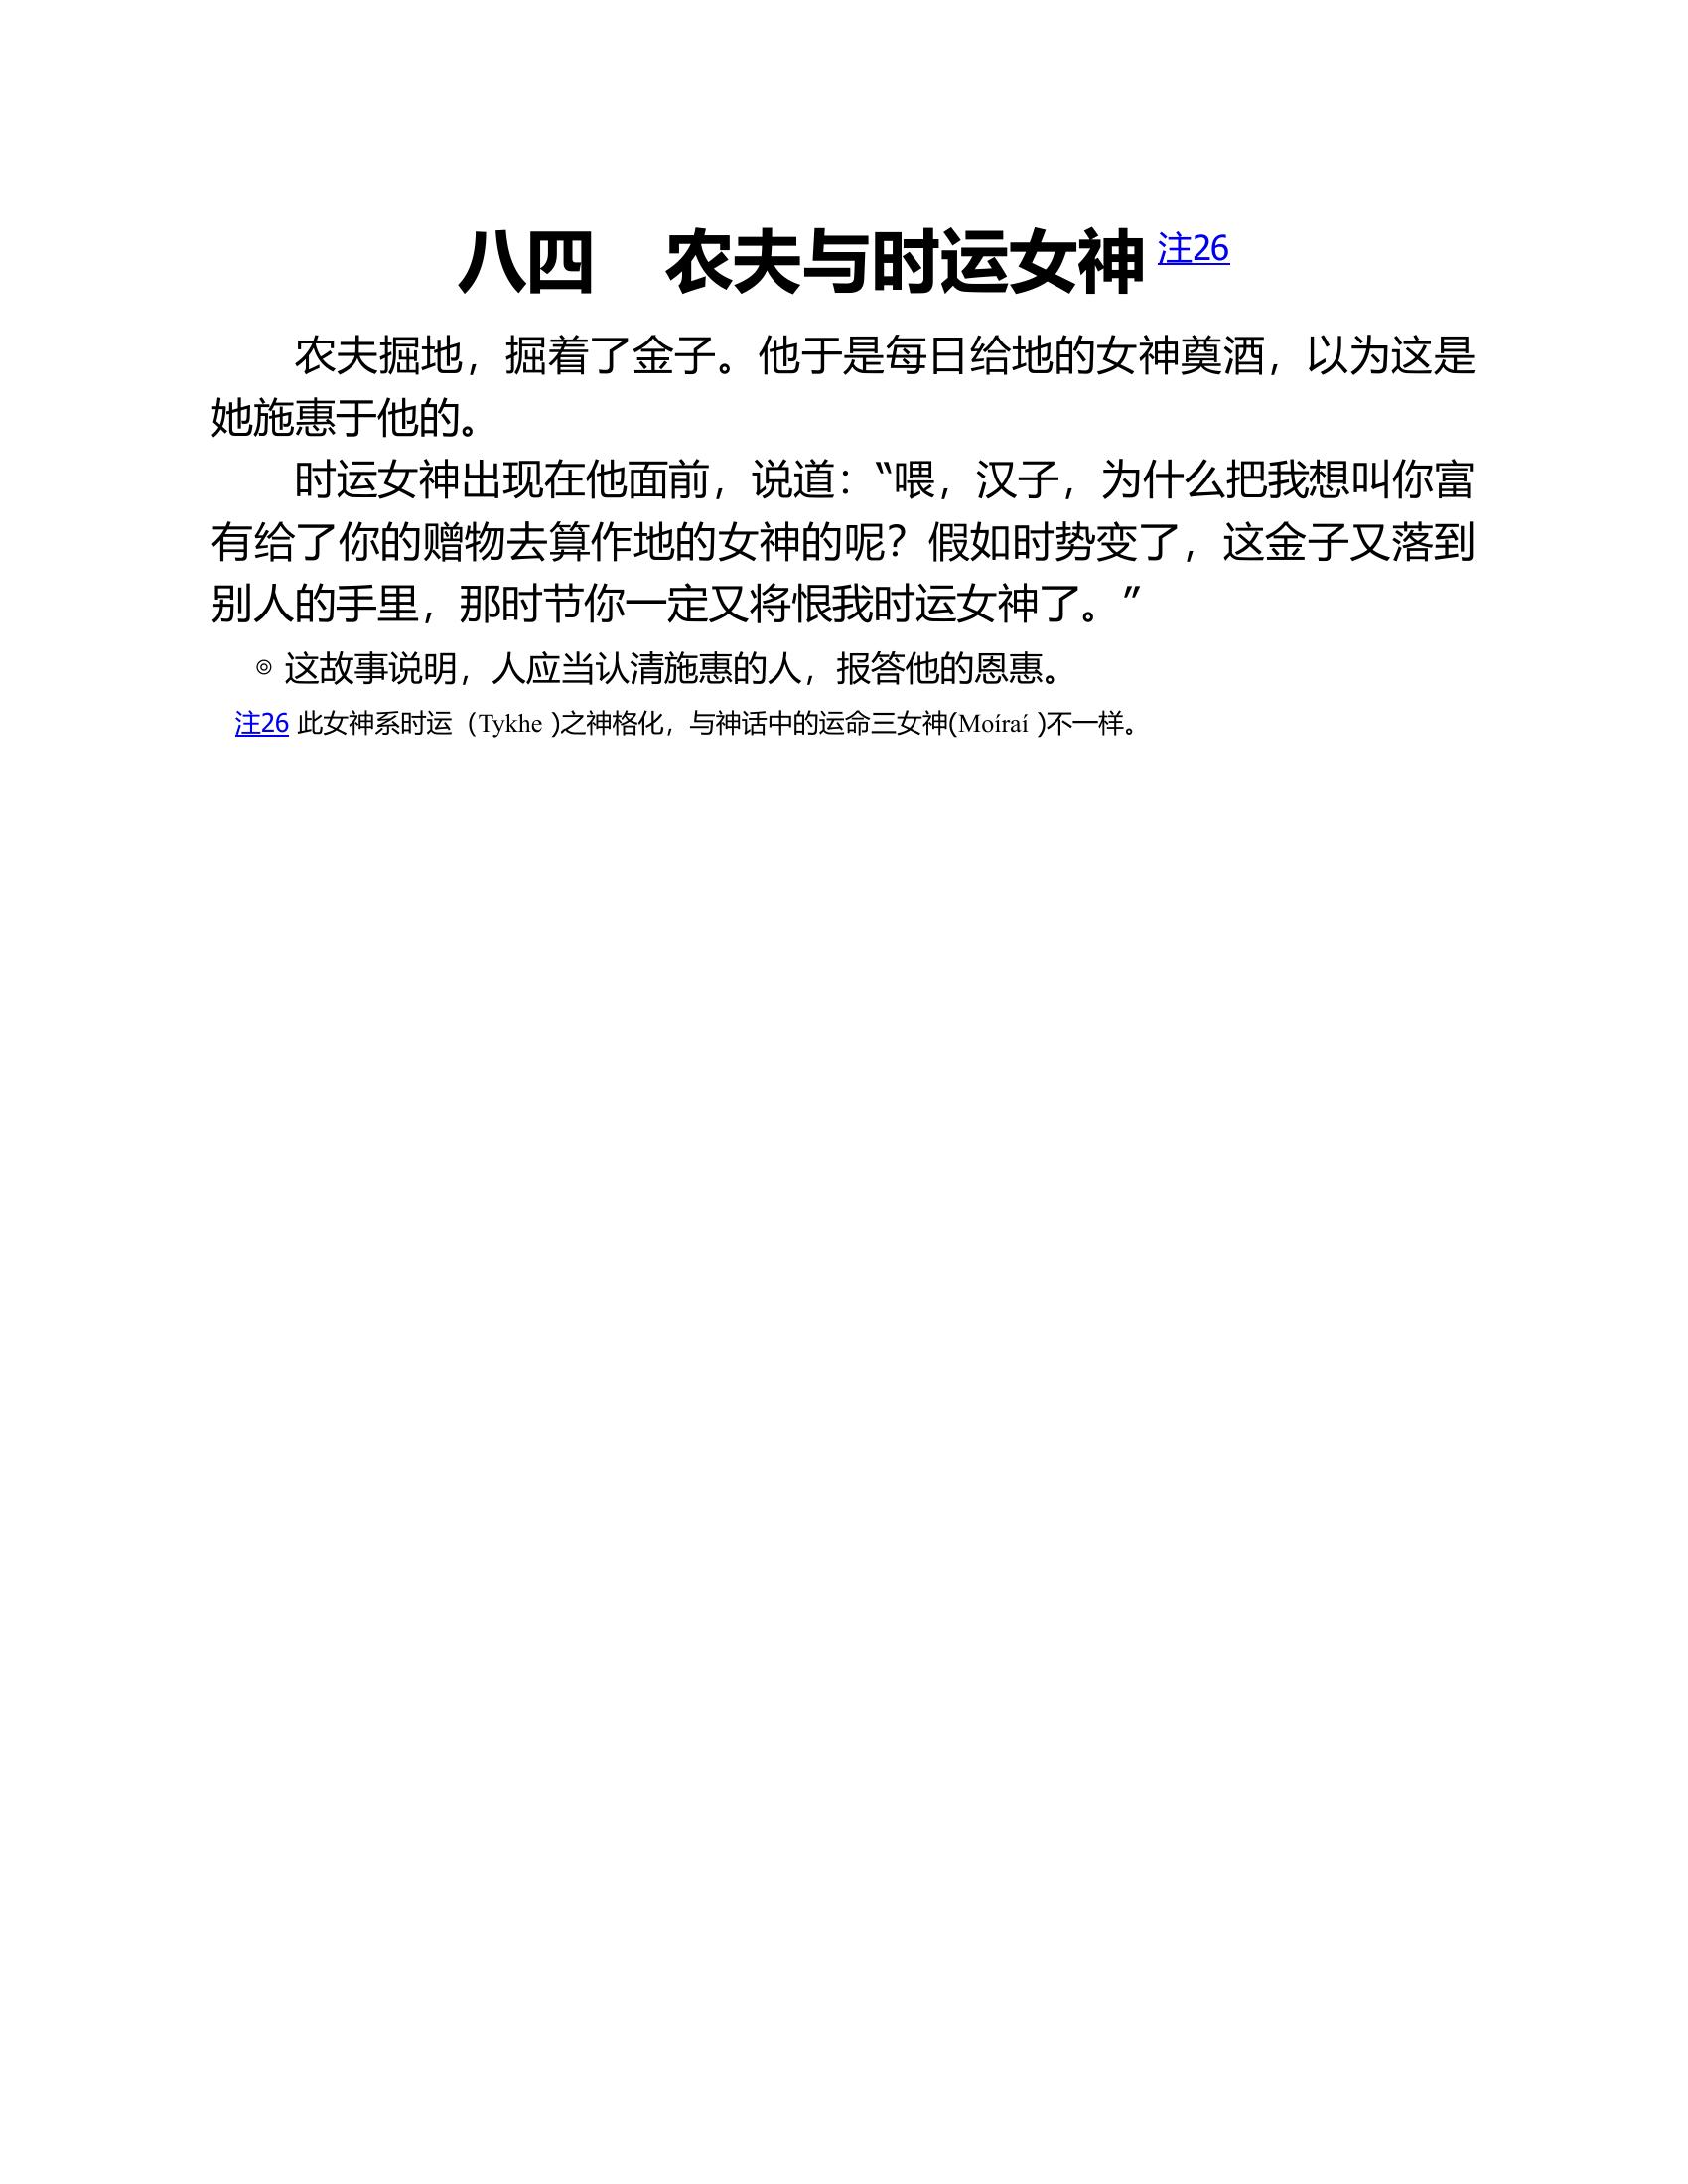 八四　农夫与时运女神 注26
农夫掘地，掘着了金子。他于是每日给地的女神奠酒，以为这是
她施惠于他的。
时运女神出现在他面前，说道：“喂，汉子，为什么把我想叫你富
有给了你的赠物去算作地的女神的呢？假如时势变了，这金子又落到
别人的手里，那时节你一定又将恨我时运女神了。”
◎ 这故事说明，人应当认清施惠的人，报答他的恩惠。
注26 此女神系时运（Tykhe )之神格化，与神话中的运命三女神(Moíraí )不一样。